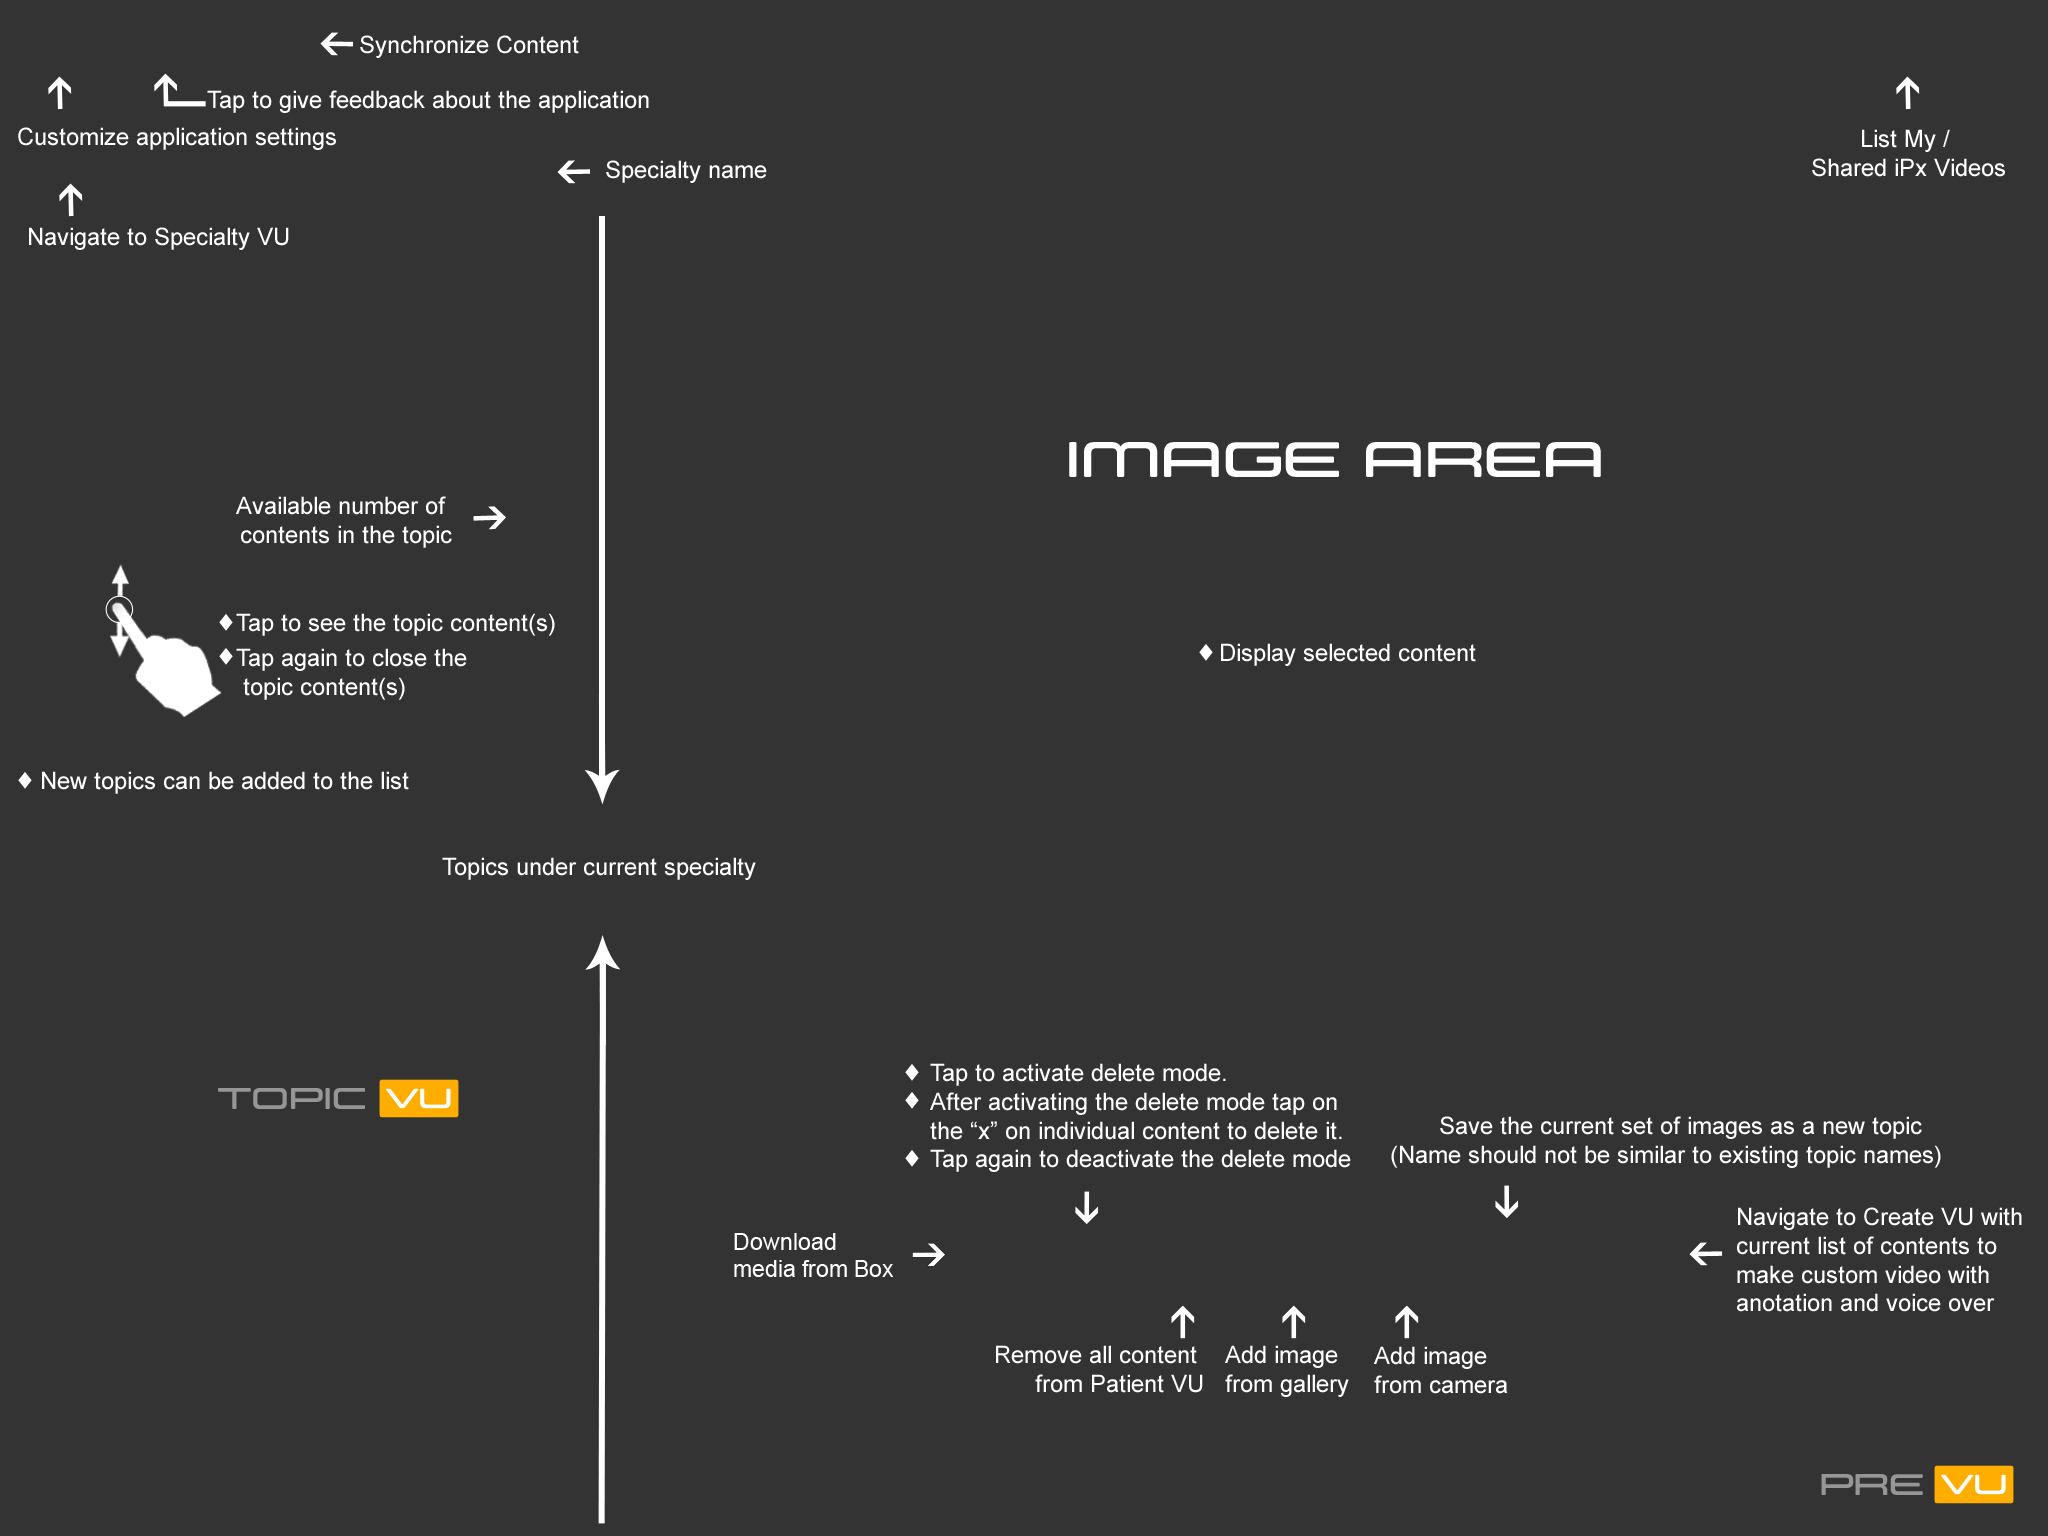 Synchronize Content
Tap to give feedback about the application
Customize application settings
List My /
Shared iPx Videos
Specialty name
Navigate to Specialty VU
IMAGE AREA
Available number of
contents in the topic
♦Tap to see the topic content(s)
♦Tap again to close the
topic content(s)
♦ Display selected content
♦ New topics can be added to the list
Topics under current specialty
TOPIC VU
♦ Tap to activate delete mode.
♦ After activating the delete mode tap on
the “x” on individual content to delete it.
♦ Tap again to deactivate the delete mode
Save the current set of images as a new topic
(Name should not be similar to existing topic names)
Download
media from Box
Navigate to Create VU with
current list of contents to
make custom video with
anotation and voice over
Remove all content
from Patient VU
Add image
from gallery
Add image
from camera
PRE VU